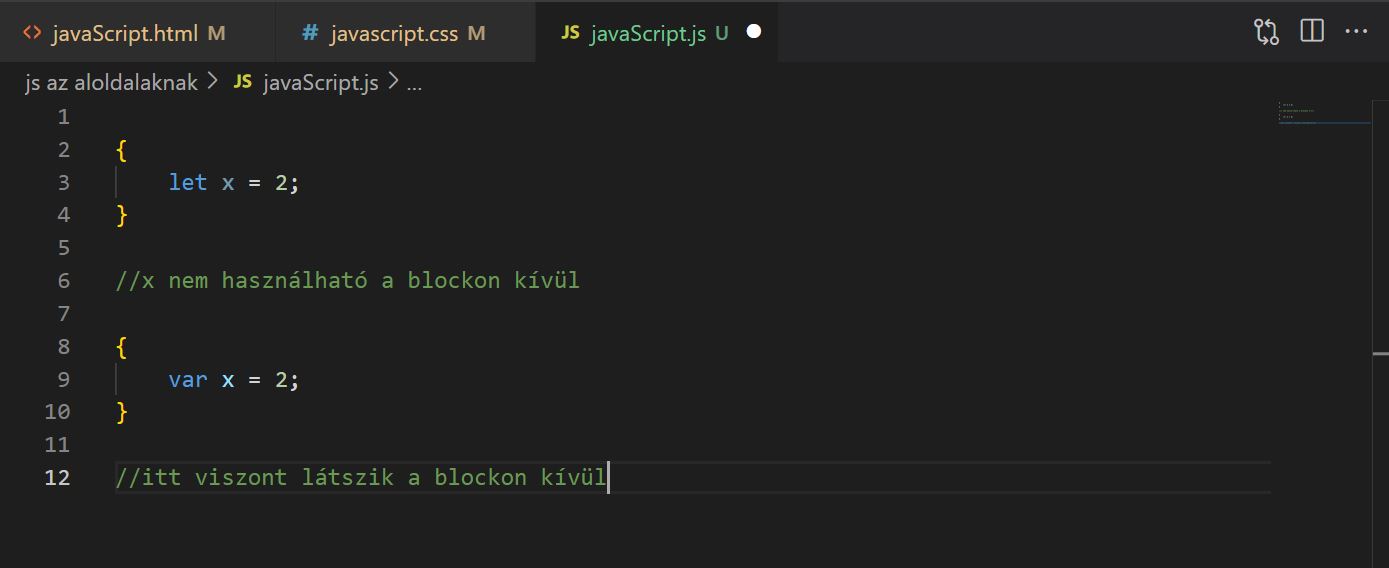 javaScript.html M # javascript.css M JS javaScript.js U
js az aloldalaknak > JS javaScript.js > ...
1
2 {
3 let x = 2;
4 }
5
6 //x nem használható a blockon kívül
7
8 {
9 var x = 2;
10 }
11
12 //itt viszont látszik a blockon kívül